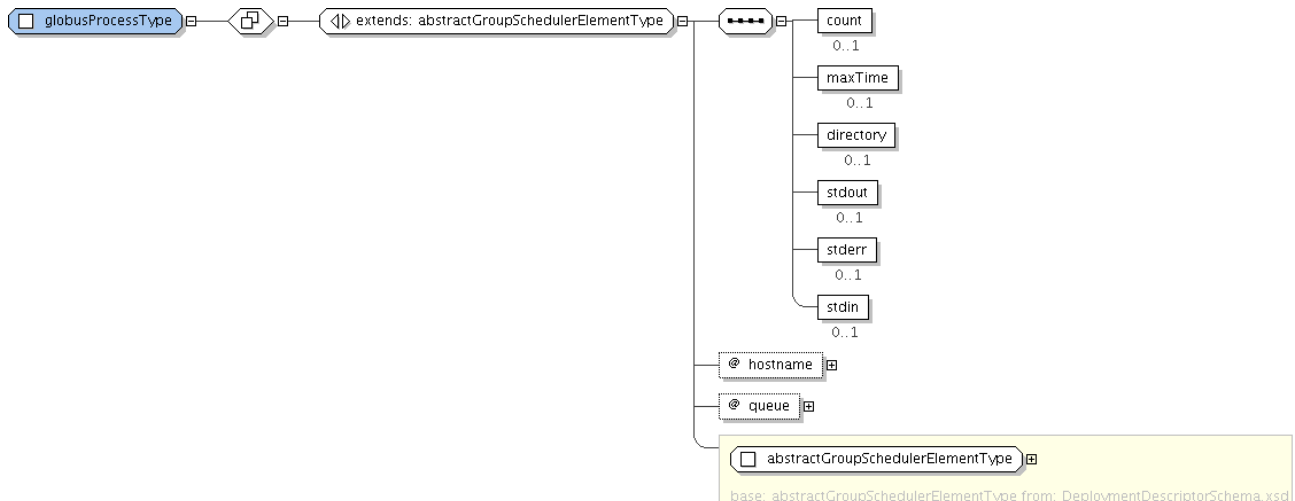 globusProcessType
extends: abstractGroupSchedulerElementType
count
0..1
maxTime
0..1
directory
0..1
stdout
0..1
stderr
0..1
stdin
0..1
@ hostname
@ queue
abstractGroupSchedulerElementType
base: abstractGroupSchedulerElementType from: DeploymentDescriptorSchema.xsd